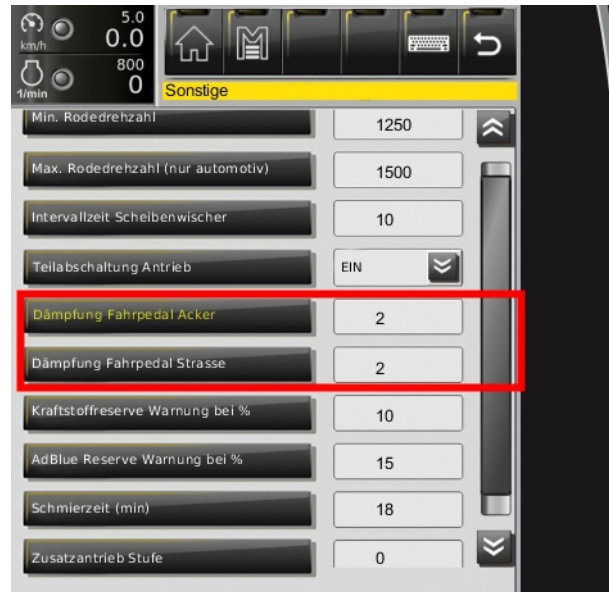 5.0
km/h
0.0
800
1/min
0
Sonstige
Min. Rodedrehzahl
1250
Max. Rodedrehzahl (nur automotiv)
1500
Intervallzeit Scheibenwischer
10
Teilabschaltung Antrieb
EIN
Dämpfung Fahrpedal Acker
2
Dämpfung Fahrpedal Strasse
2
Kraftstoffreserve Warnung bei %
10
AdBlue Reserve Warnung bei %
15
Schmierzeit (min)
18
Zusatzantrieb Stufe
0